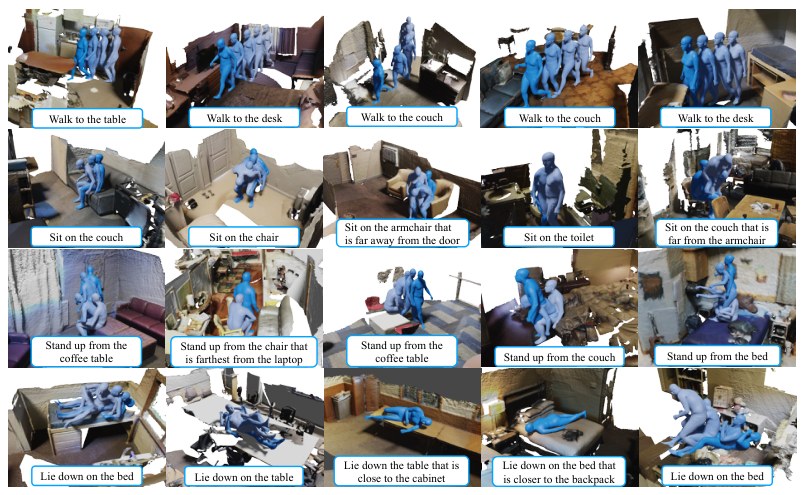 Walk to the table
Walk to the desk
Walk to the couch
Walk to the couch
Walk to the desk
Sit on the couch
Sit on the chair
Sit on the armchair that
is far away from the door
Sit on the toilet
Sit on the couch that is
far from the armchair
Stand up from the
coffee table
Stand up from the chair that
is farthest from the laptop
Stand up from the
coffee table
Stand up from the couch
Stand up from the bed
Lie down on the bed
Lie down on the table
Lie down the table that is
close to the cabinet
Lie down on the bed that
is closer to the backpack
Lie down on the bed